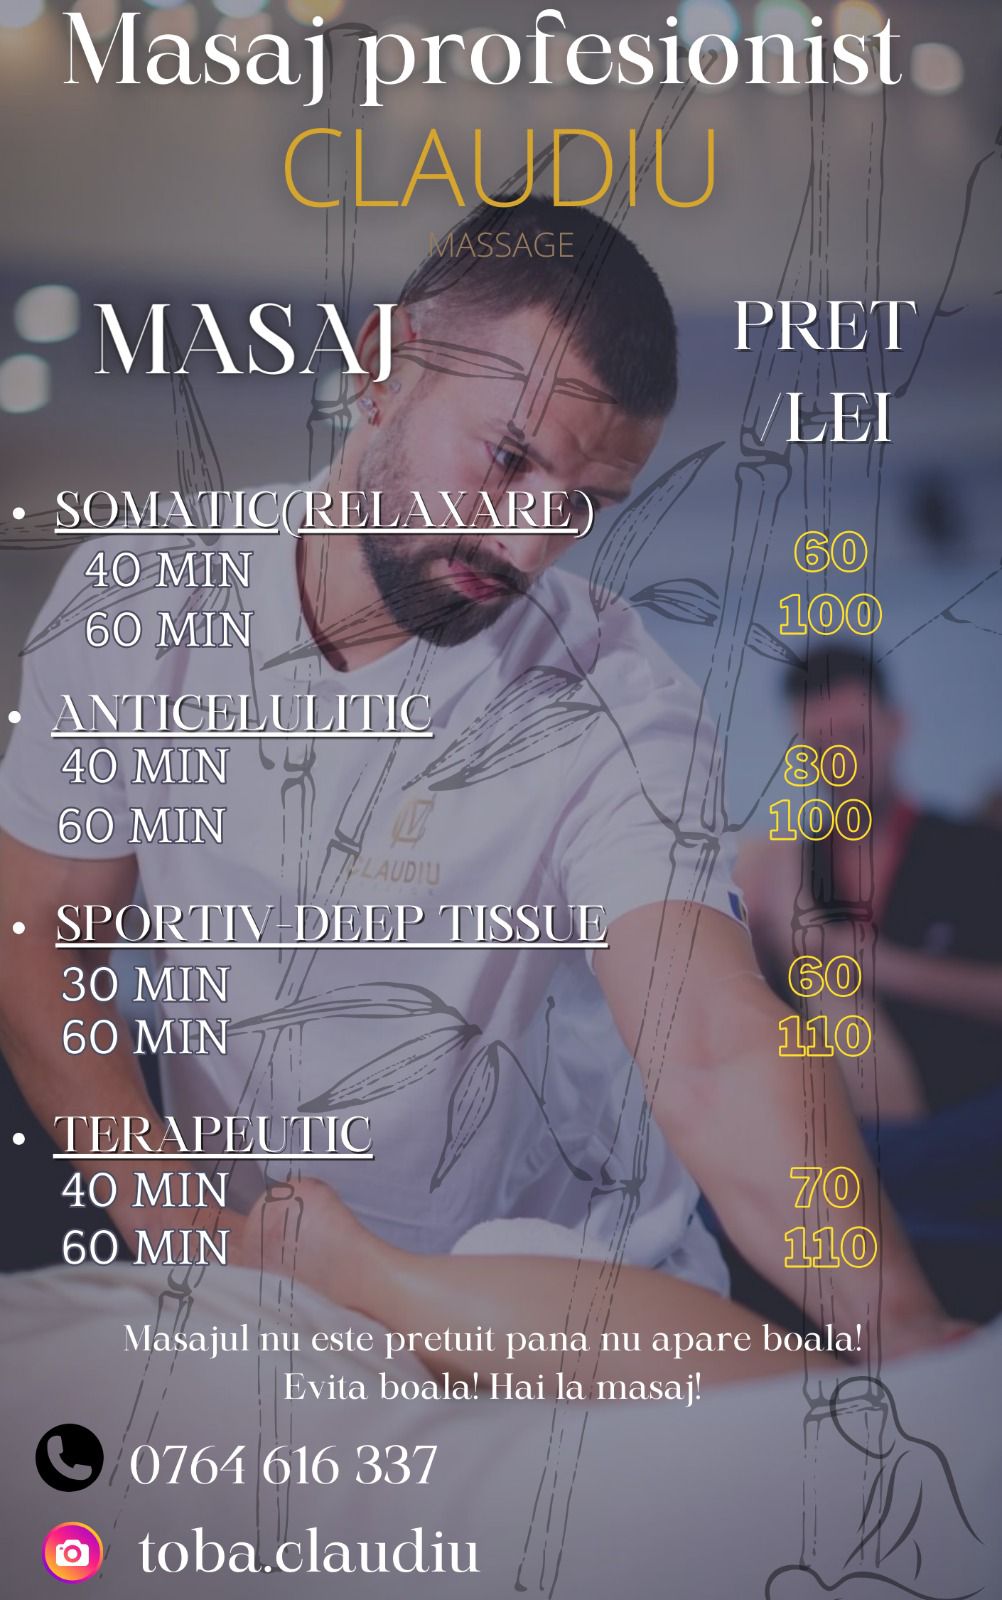 Masaj profesionist
CLAUDIU
MASSAGE
MASAJ
PRET
/LEI
• SOMATIC(RELAXARE)
40 MIN 60
60 MIN 100
• ANTICELULITIC
40 MIN 80
60 MIN 100
• SPORTIV-DEEP TISSUE
30 MIN 60
60 MIN 110
CLAUDIU
• TERAPEUTIC
40 MIN 70
60 MIN 110
Masajul nu este pretuit pana nu apare boala!
Evita boala! Hai la masaj!
0764 616 337
toba.claudiu